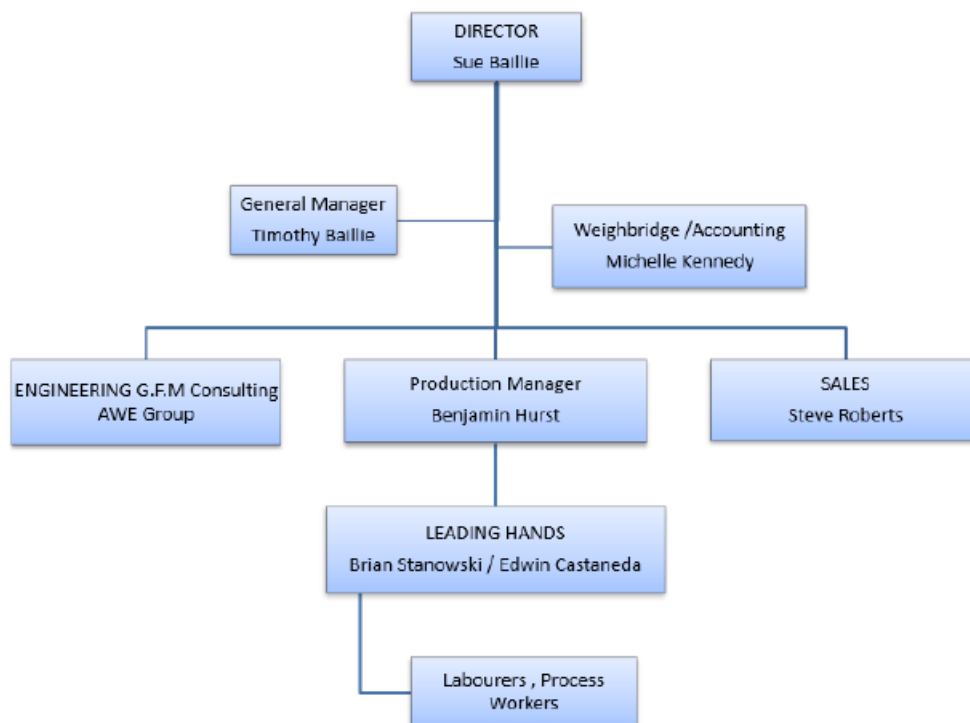 DIRECTOR
Sue Baillie
General Manager
Timothy Baillie
Weighbridge /Accounting
Michelle Kennedy
ENGINEERING G.F.M Consulting
AWE Group
Production Manager
Benjamin Hurst
SALES
Steve Roberts
LEADING HANDS
Brian Stanowski / Edwin Castaneda
Labourers , Process
Workers